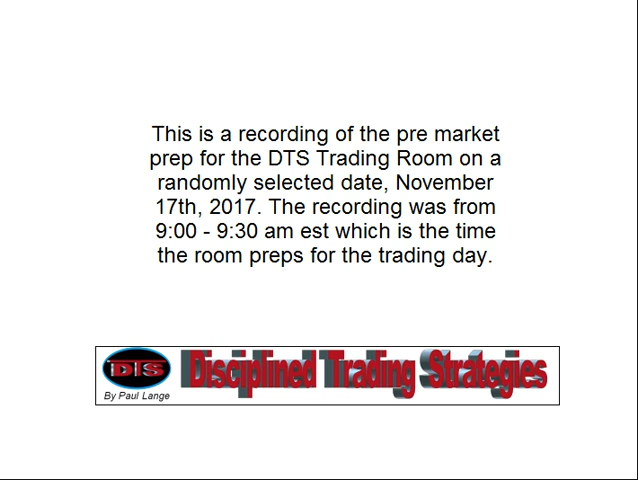 This is a recording of the pre market
prep for the DTS Trading Room on a
randomly selected date, November
17th, 2017. The recording was from
9:00 - 9:30 am est which is the time
the room preps for the trading day.
DTS Disciplined Trading Strategies
By Paul Lange